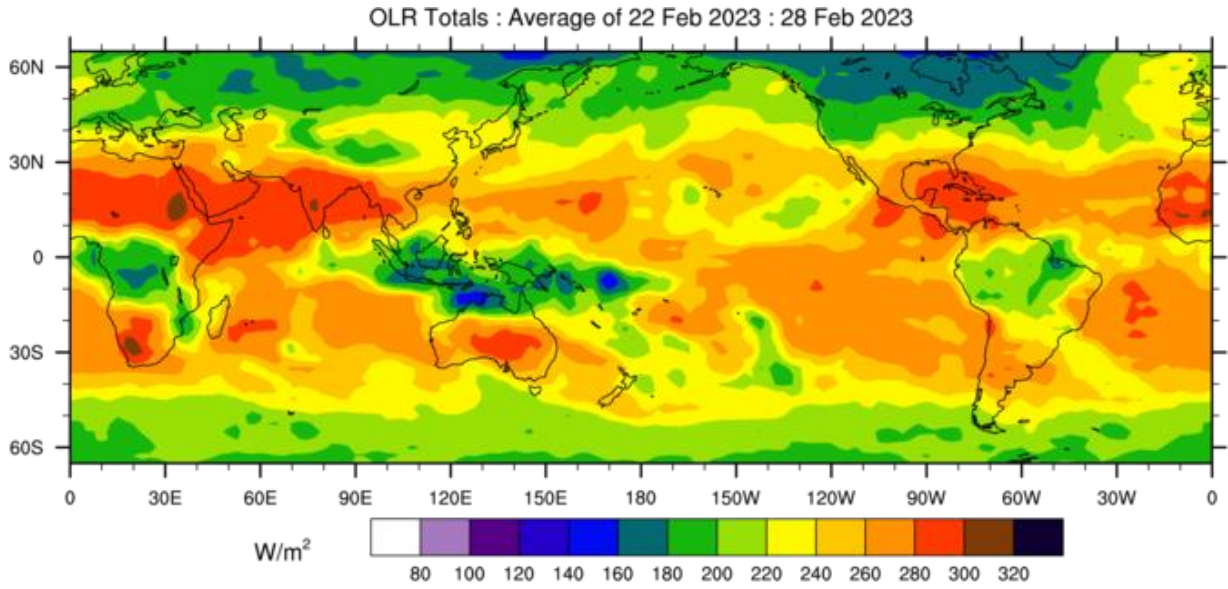 OLR Totals : Average of 22 Feb 2023 : 28 Feb 2023
60N
30N
0
30S
60S
0 30E 60E 90E 120E 150E 180 150W 120W 90W 60W 30W 0
W/m²
80 100 120 140 160 180 200 220 240 260 280 300 320